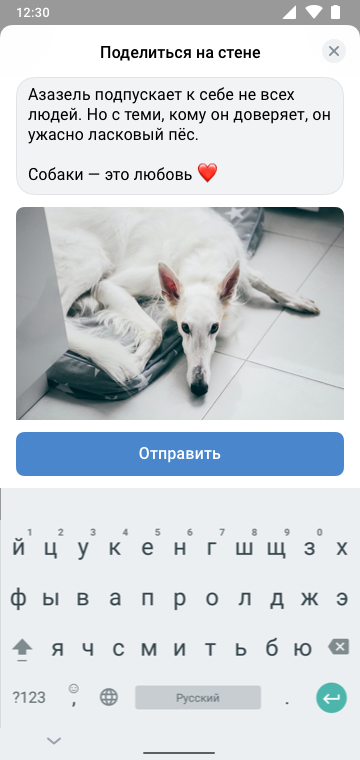 12:30
Поделиться на стене
Азазель подпускает к себе не всех
людей. Но с теми, кому он доверяет, он
ужасно ласковый пёс.
Собаки — это любовь ❤️
Отправить
1 2 3 4 5 6 7 8 9 0
й ц у к е н г ш щ з х
ф ы в а п р о л д ж э
я ч с м и т ь б ю
?123 , Русский .